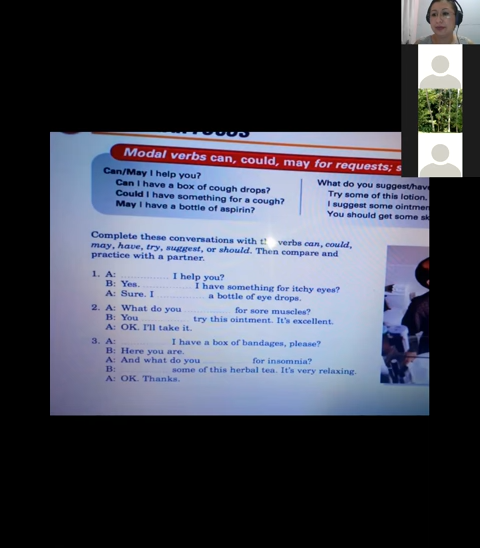 Modal verbs can, could, may for requests;
Can/May I help you?
Can I have a box of cough drops?
Could I have something for a cough?
May I have a bottle of aspirin?
What do you suggest/hav
Try some of this lotion.
I suggest some ointmen
You should get some sk
Complete these conversations with verbs can, could,
may, have, try, suggest, or should. Then compare and
practice with a partner.
1. A: ............ I help you?
B: Yes. ............ I have something for itchy eyes?
A: Sure. I ............ a bottle of eye drops.
2. A: What do you ............ for sore muscles?
B: You ............ try this ointment. It's excellent.
A: OK. I'll take it.
3. A: ............ I have a box of bandages, please?
B: Here you are.
A: And what do you ............ for insomnia?
B: ............ some of this herbal tea. It's very relaxing.
A: OK. Thanks.